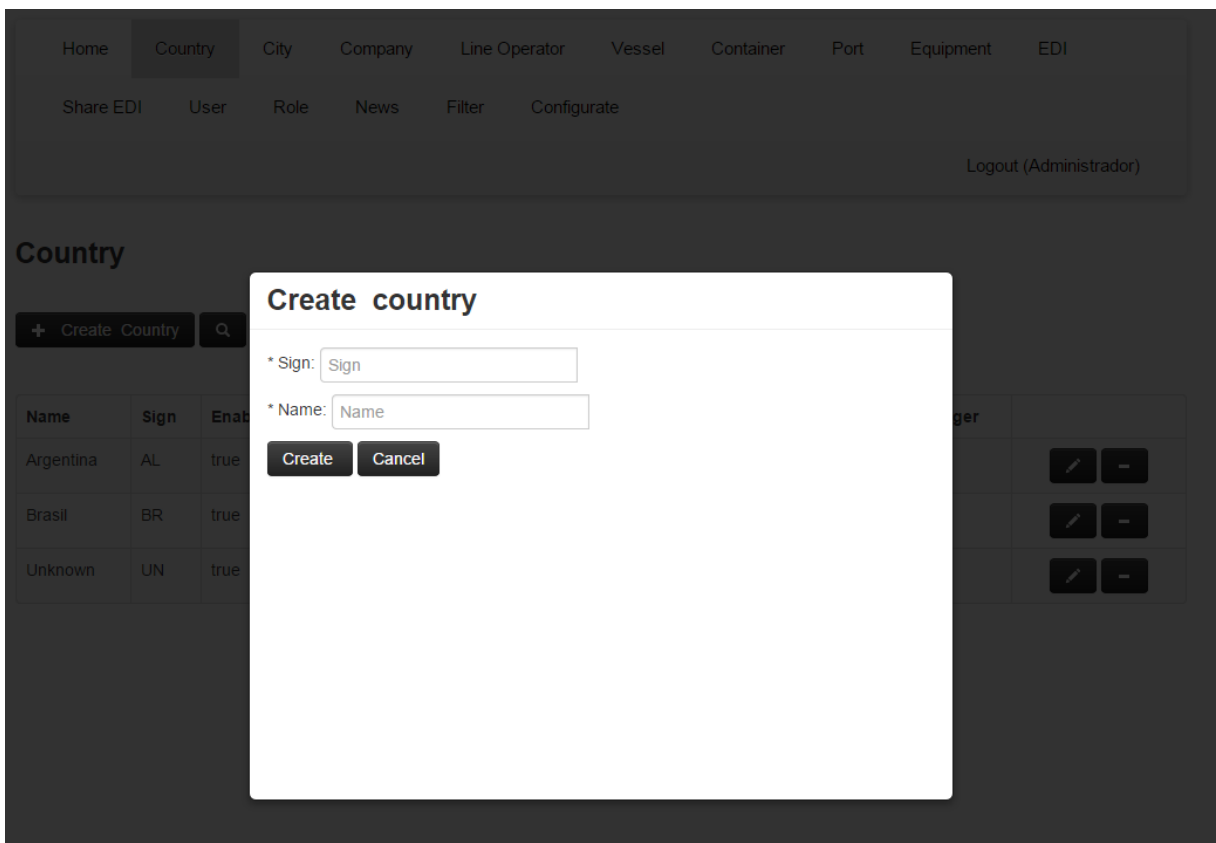 Home Country City Company Line Operator Vessel Container Port Equipment EDI
Share EDI User Role News Filter Configurate
Logout (Administrador)
Country
Create country
Create Country
* Sign: Sign
* Name: Name
Create Cancel
Name Sign Enab ger
Argentina AL true
Brasil BR true
Unknown UN true